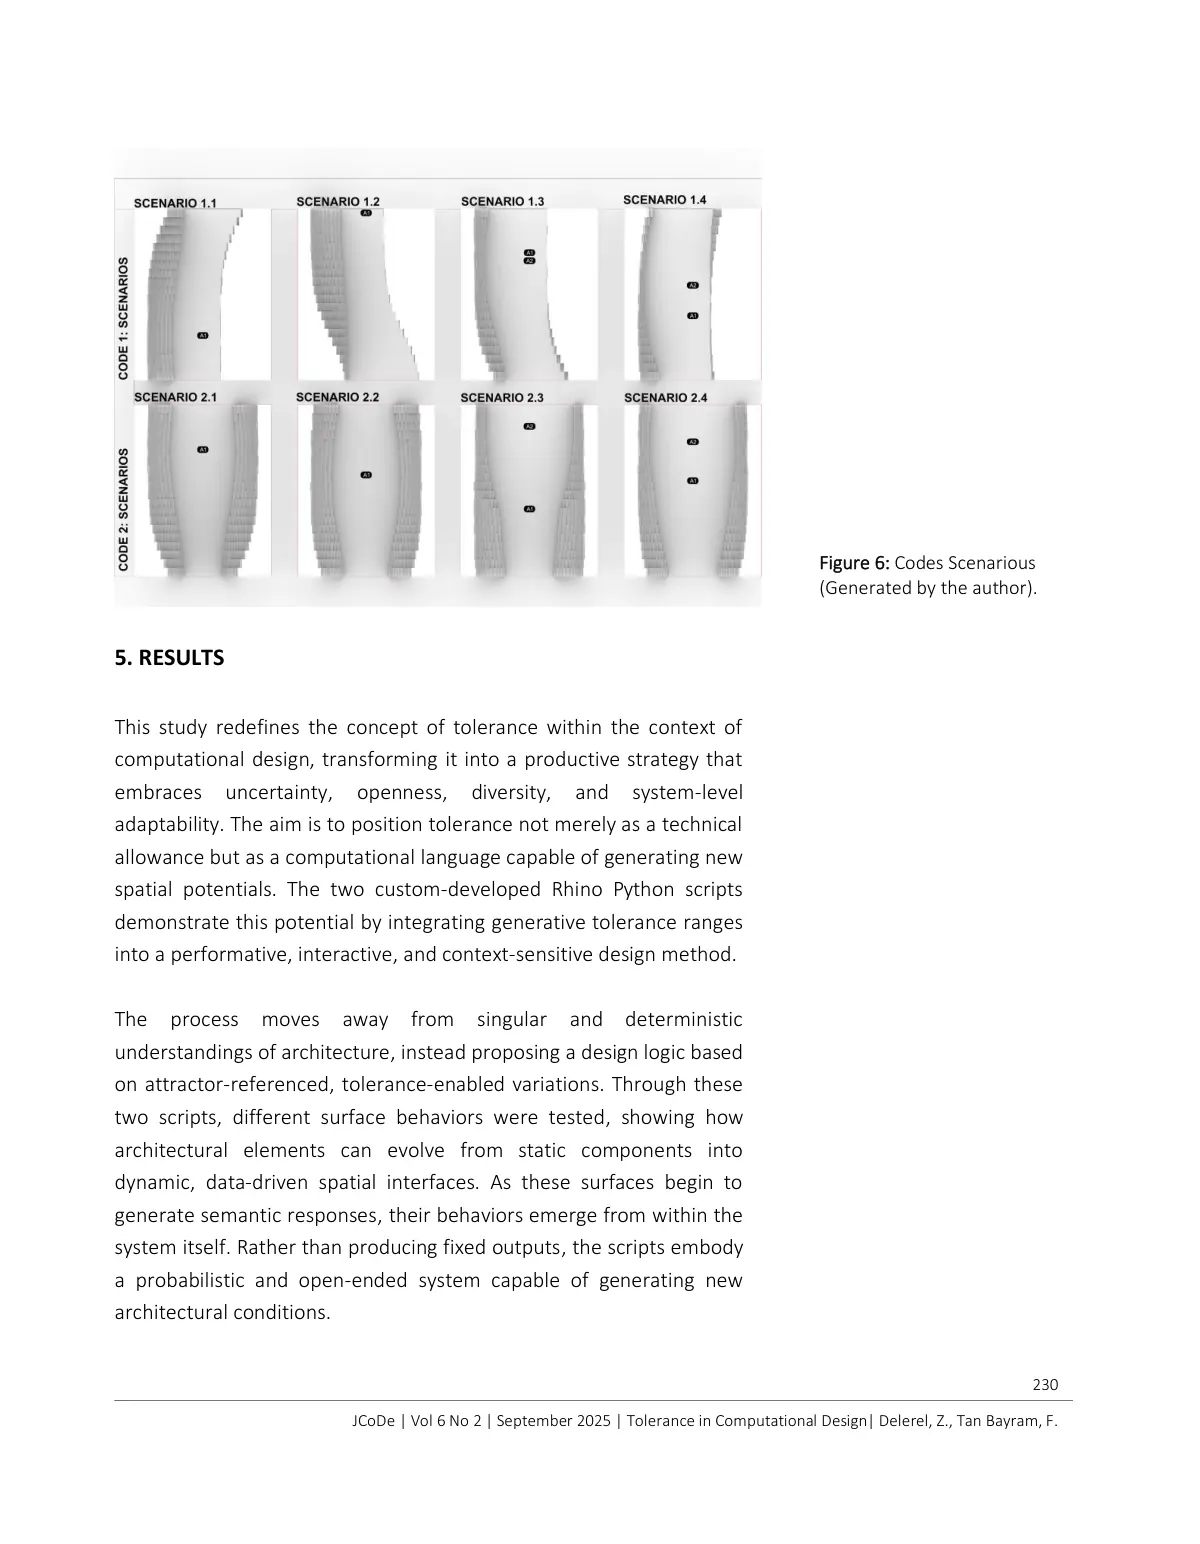 SCENARIO 1.1
SCENARIO 1.2
SCENARIO 1.3
SCENARIO 1.4
CODE 1: SCENARIOS
A1
A1
A1
A2
A2
A1
SCENARIO 2.1
SCENARIO 2.2
SCENARIO 2.3
SCENARIO 2.4
CODE 2: SCENARIOS
A1
A1
A2
A1
A2
A1
Figure 6: Codes Scenarious
(Generated by the author).
5. RESULTS
This study redefines the concept of tolerance within the context of
computational design, transforming it into a productive strategy that
embraces uncertainty, openness, diversity, and system-level
adaptability. The aim is to position tolerance not merely as a technical
allowance but as a computational language capable of generating new
spatial potentials. The two custom-developed Rhino Python scripts
demonstrate this potential by integrating generative tolerance ranges
into a performative, interactive, and context-sensitive design method.
The process moves away from singular and deterministic
understandings of architecture, instead proposing a design logic based
on attractor-referenced, tolerance-enabled variations. Through these
two scripts, different surface behaviors were tested, showing how
architectural elements can evolve from static components into
dynamic, data-driven spatial interfaces. As these surfaces begin to
generate semantic responses, their behaviors emerge from within the
system itself. Rather than producing fixed outputs, the scripts embody
a probabilistic and open-ended system capable of generating new
architectural conditions.
230
JCoDe | Vol 6 No 2 | September 2025 | Tolerance in Computational Design| Delerel, Z., Tan Bayram, F.